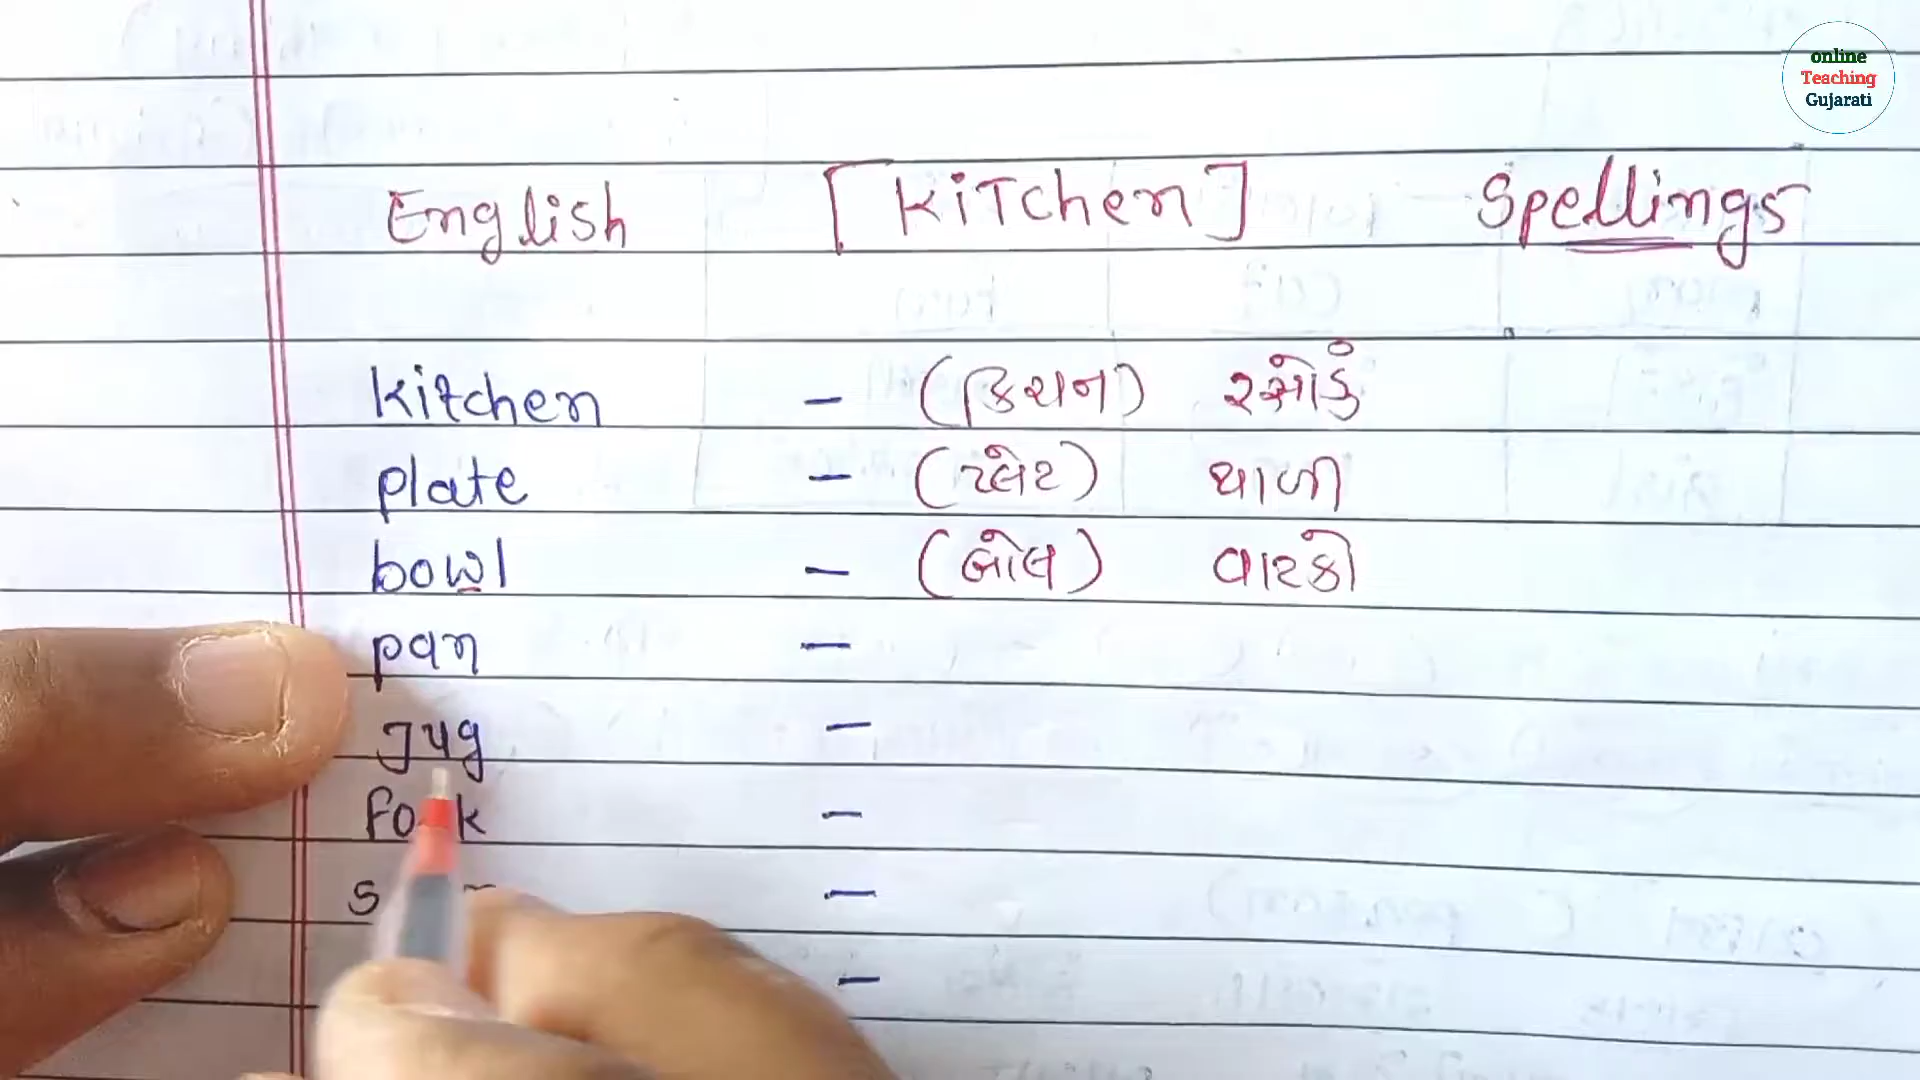 online
Teaching
Gujarati
English [KiTchen] Spellings
kitchen - (કિચન) રસોડું
plate - (પ્લેટ) થાળી
bowl - (બોલ) વાટકો
pan -
Jug -
-
-
-